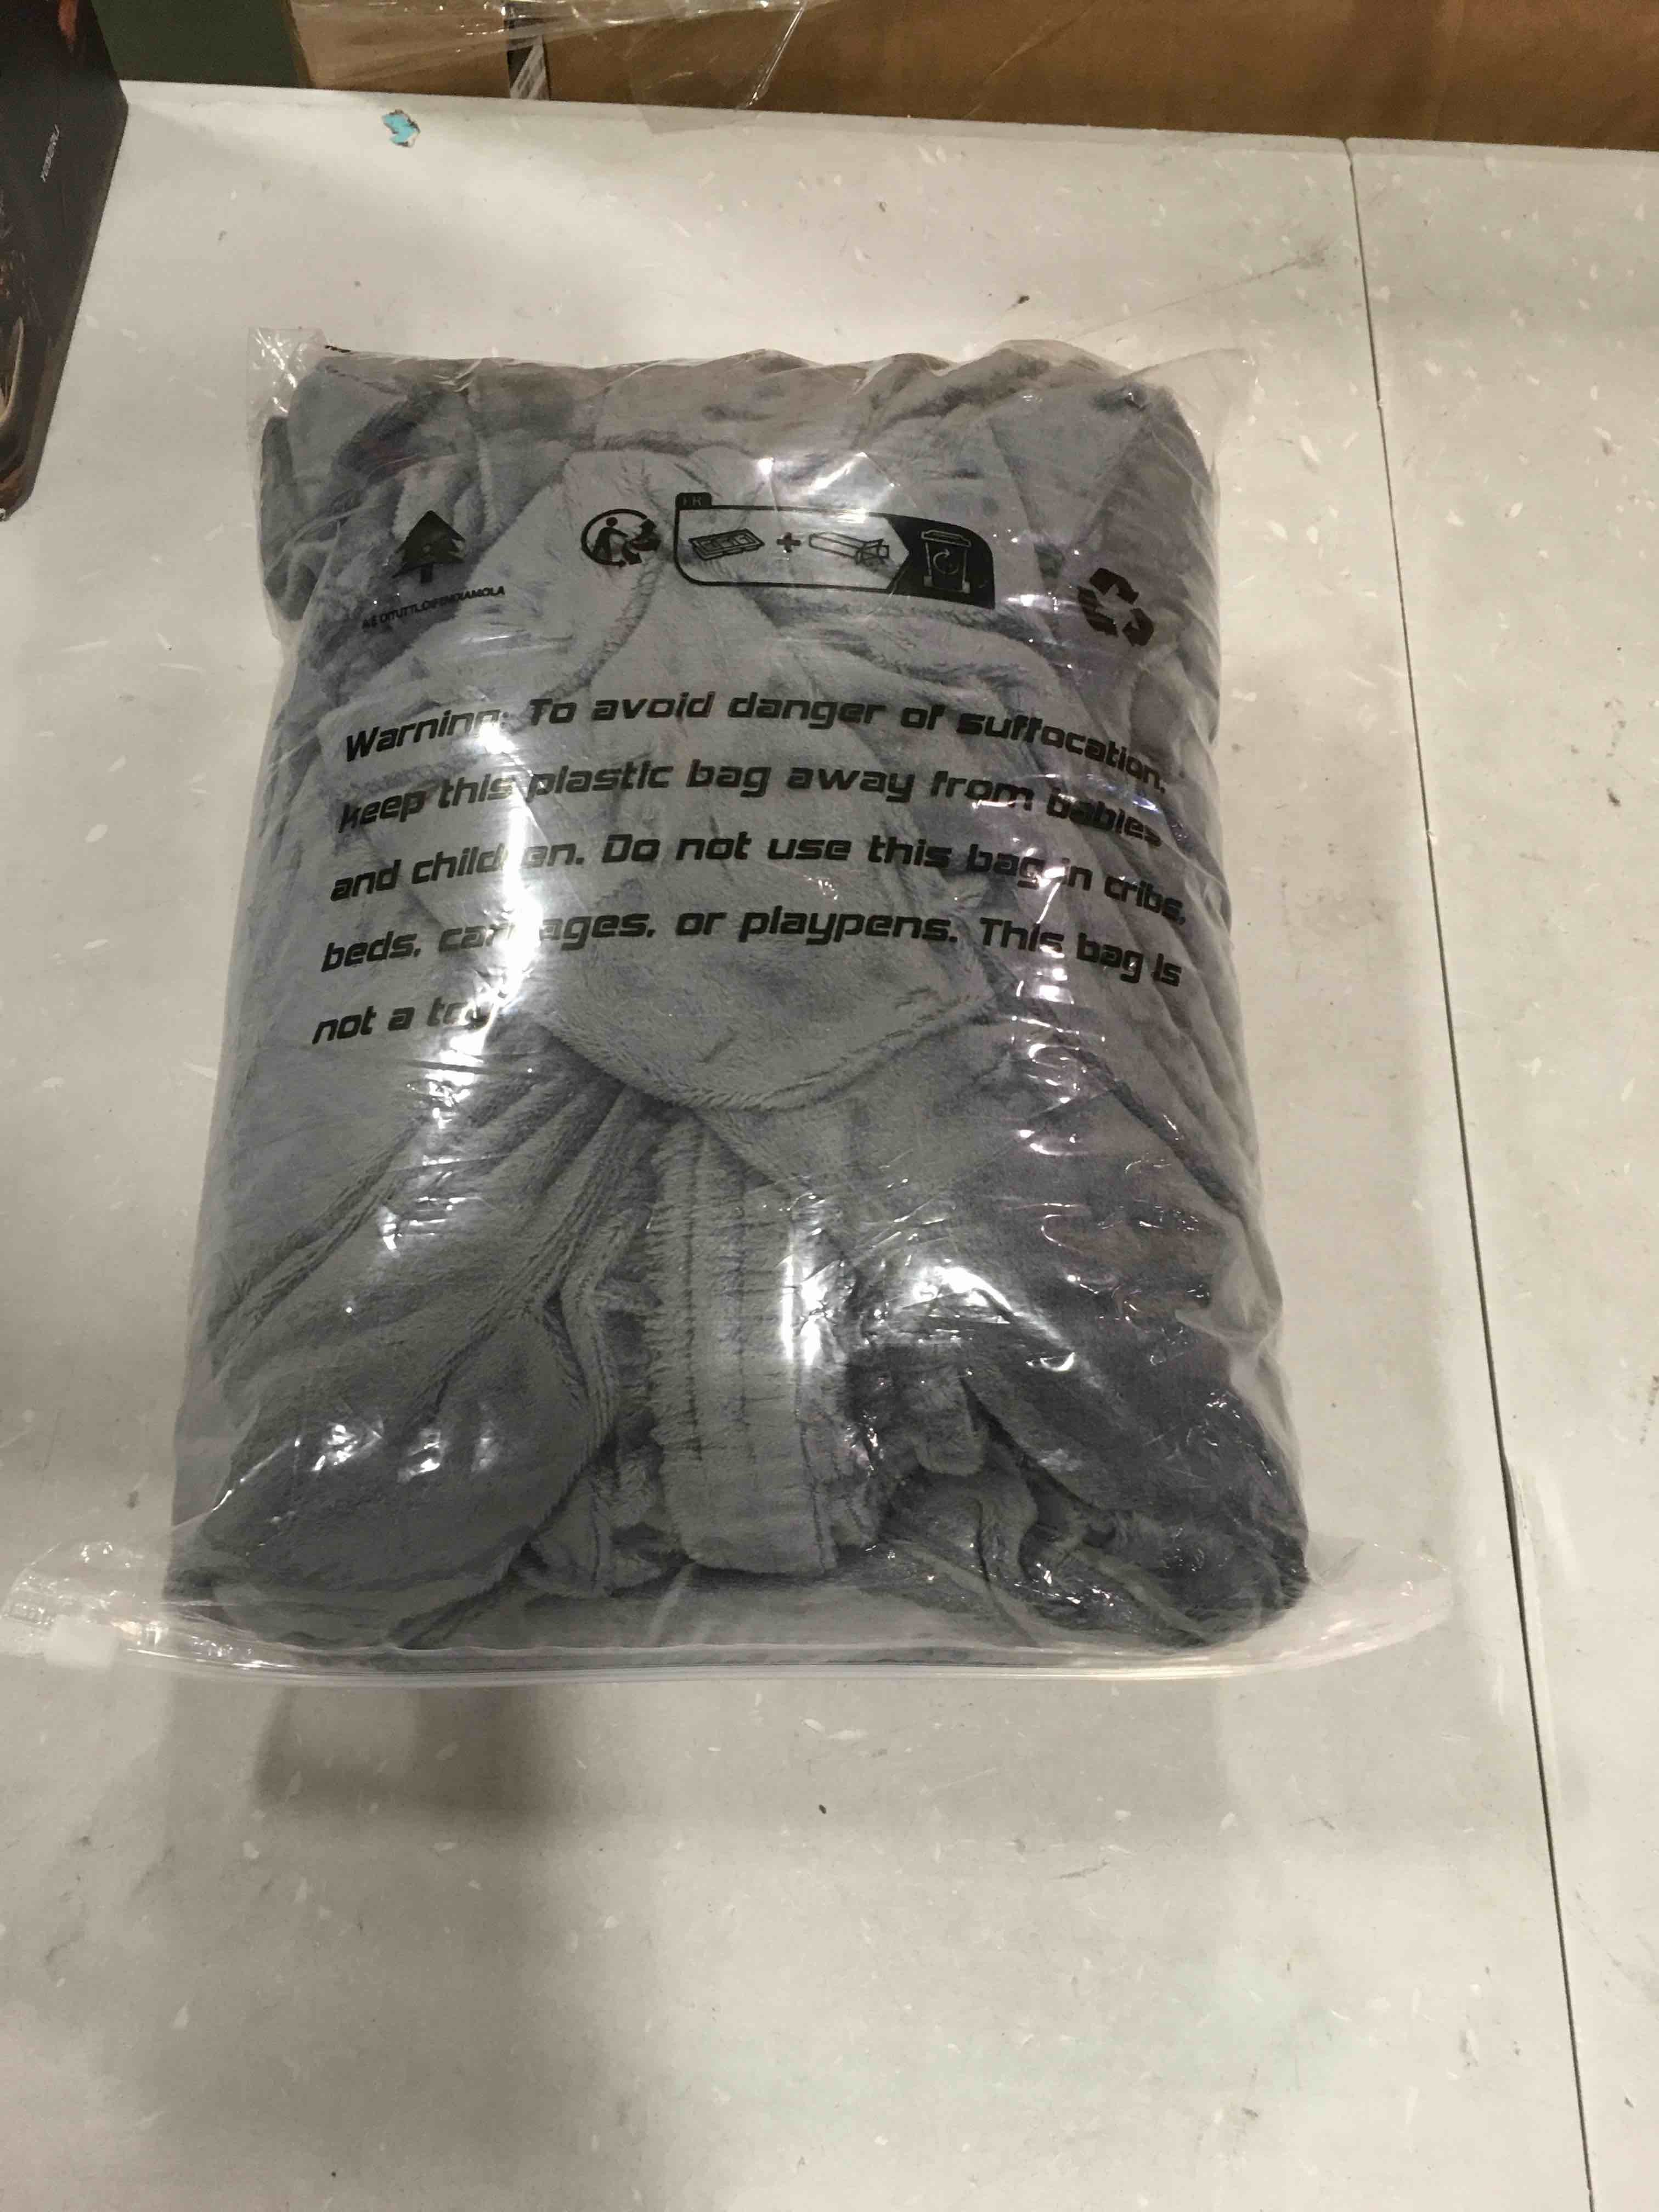 FR
Warning: To avoid danger of suffocation,
keep this plastic bag away from babies
and children. Do not use this bag in cribs,
beds, carriages, or playpens. This bag is
not a toy